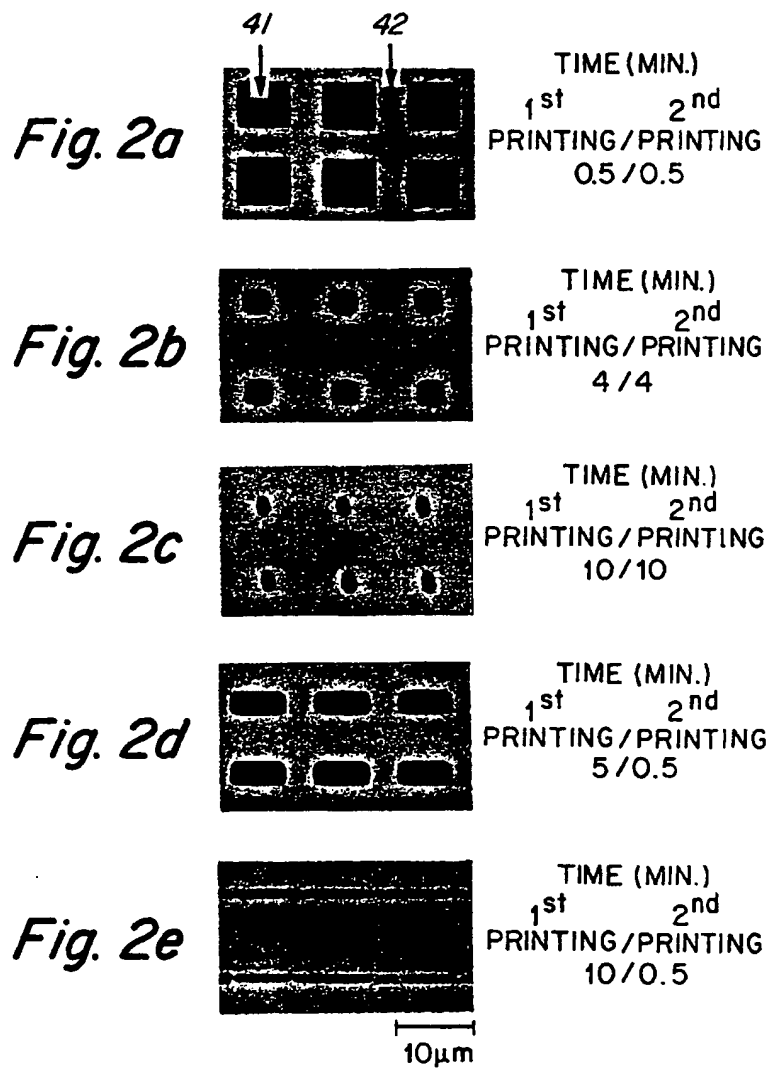 41 42
Fig. 2a
TIME (MIN.)
1st 2nd
PRINTING/PRINTING
0.5/0.5
Fig. 2b
TIME (MIN.)
1st 2nd
PRINTING/PRINTING
4/4
Fig. 2c
TIME (MIN.)
1st 2nd
PRINTING/PRINTING
10/10
Fig. 2d
TIME (MIN.)
1st 2nd
PRINTING/PRINTING
5/0.5
Fig. 2e
TIME (MIN.)
1st 2nd
PRINTING/PRINTING
10/0.5
10μm